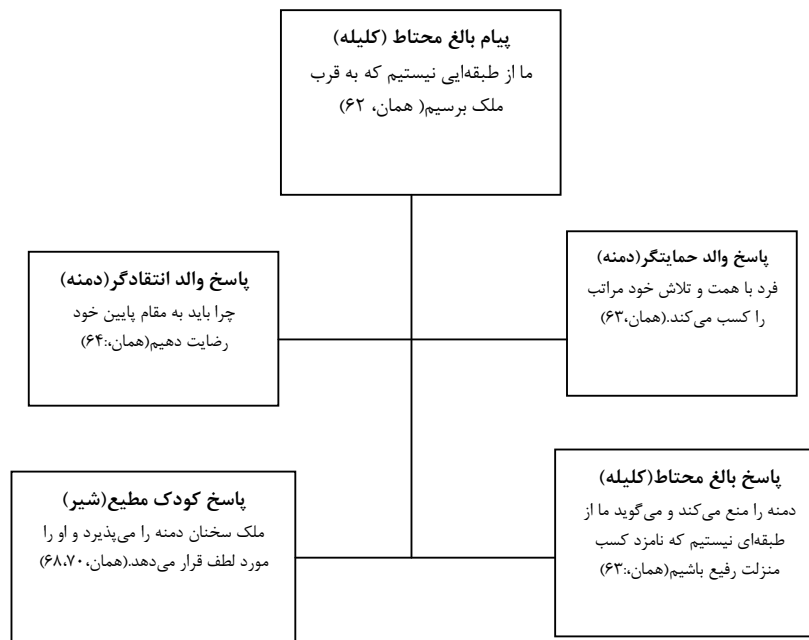 پیام بالغ محتاط (کلیله)
ما از طبقه‌ایی نیستیم که به قرب
ملک برسیم( همان، ۶۲)
پاسخ والد حمایتگر(دمنه)
فرد با همت و تلاش خود مراتب
را کسب می‌کند.(همان،۶۳)
پاسخ والد انتقادگر(دمنه)
چرا باید به مقام پایین خود
رضایت دهیم(همان،:۶۴)
پاسخ بالغ محتاط(کلیله)
دمنه را منع می‌کند و می‌گوید ما از
طبقه‌ای نیستیم که نامزد کسب
منزلت رفیع باشیم(همان،:۶۳)
پاسخ کودک مطیع(شیر)
ملک سخنان دمنه را می‌پذیرد و او را
مورد لطف قرار می‌دهد.(همان،۶۸،۷۰)